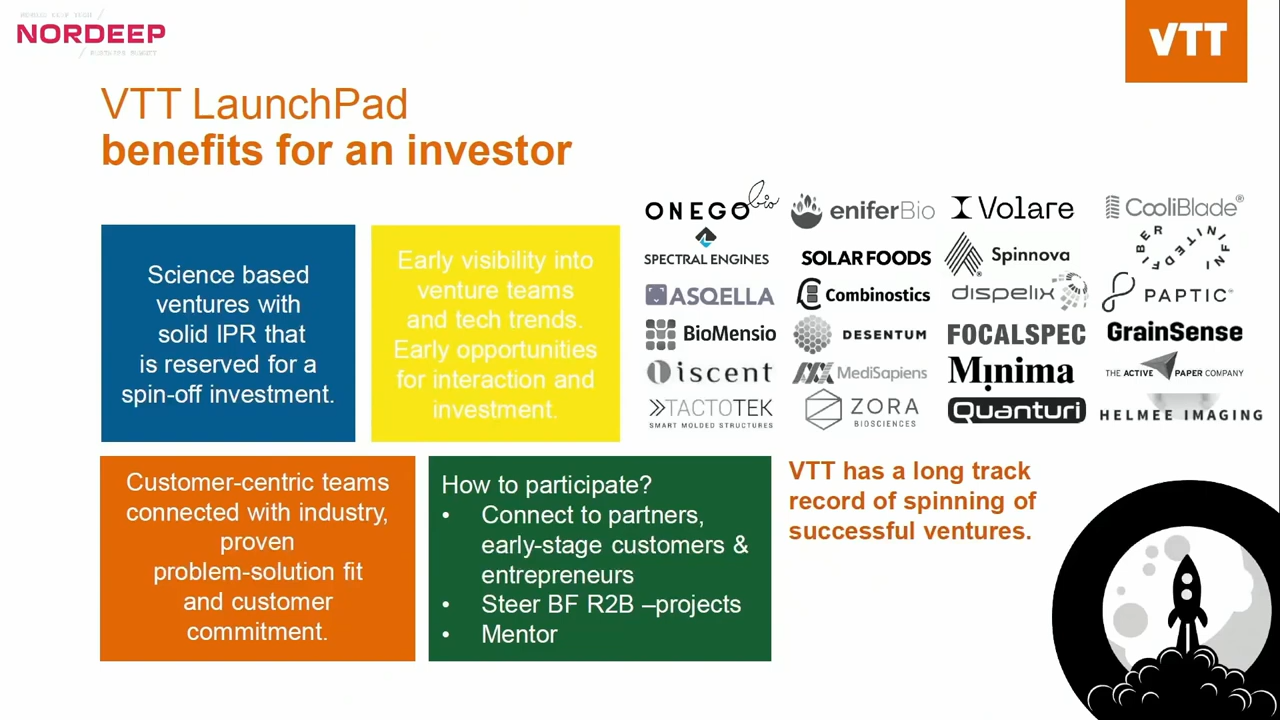 NORDEEP
VTT
VTT LaunchPad
benefits for an investor
Science based
ventures with
solid IPR that
is reserved for a
spin-off investment.
Early visibility into
venture teams
and tech trends.
Early opportunities
for interaction and
investment.
ONEGO bio
eniferBio
Volare
CooliBlade®
SPECTRAL ENGINES
SOLAR FOODS
Spinnova
INFINITED FIBER
ASQELLA
Combinostics
DISPELIX
PAPTIC®
BioMensio
DESENTUM
FOCALSPEC
GrainSense
iscent
MediSapiens
Minima
THE ACTIVE PAPER COMPANY
TACTOTEK
SMART MOLDED STRUCTURES
ZORA
BIOSCIENCES
Quanturi
HELMEE IMAGING
Customer-centric teams
connected with industry,
proven
problem-solution fit
and customer
commitment.
How to participate?
• Connect to partners,
early-stage customers &
entrepreneurs
• Steer BF R2B –projects
• Mentor
VTT has a long track
record of spinning of
successful ventures.